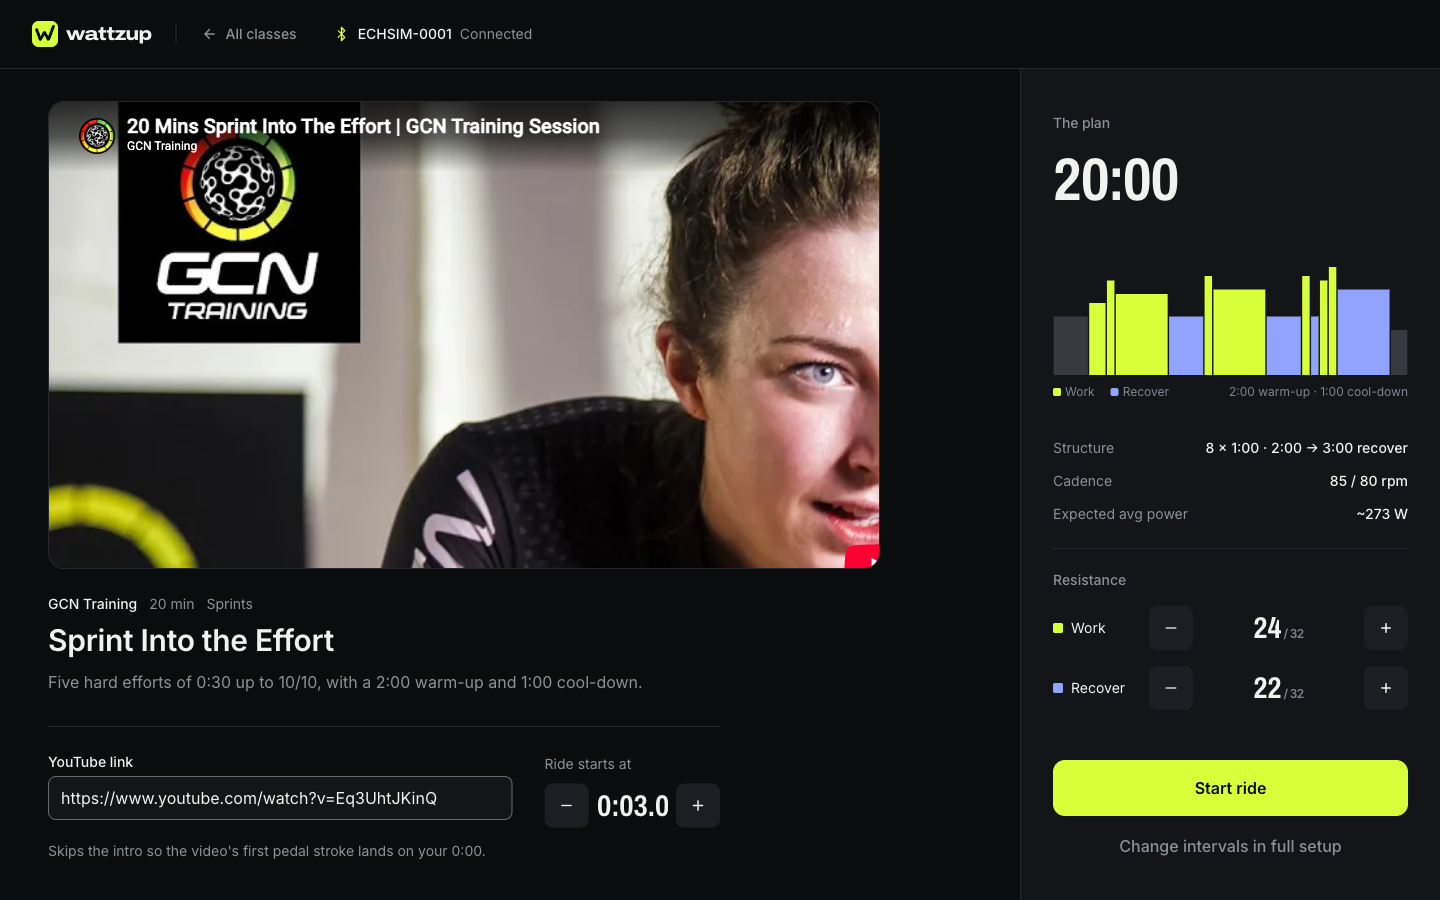 wattzup
All classes
ECHSIM-0001 Connected
20 Mins Sprint Into The Effort | GCN Training Session
GCN Training
GCN
TRAINING
GCN Training 20 min Sprints
Sprint Into the Effort
Five hard efforts of 0:30 up to 10/10, with a 2:00 warm-up and 1:00 cool-down.
YouTube link
https://www.youtube.com/watch?v=Eq3UhtJKinQ
Ride starts at
− 0:03.0 +
Skips the intro so the video's first pedal stroke lands on your 0:00.
The plan
20:00
Work Recover 2:00 warm-up · 1:00 cool-down
Structure 8 × 1:00 · 2:00 → 3:00 recover
Cadence 85 / 80 rpm
Expected avg power ~273 W
Resistance
Work − 24 / 32 +
Recover − 22 / 32 +
Start ride
Change intervals in full setup